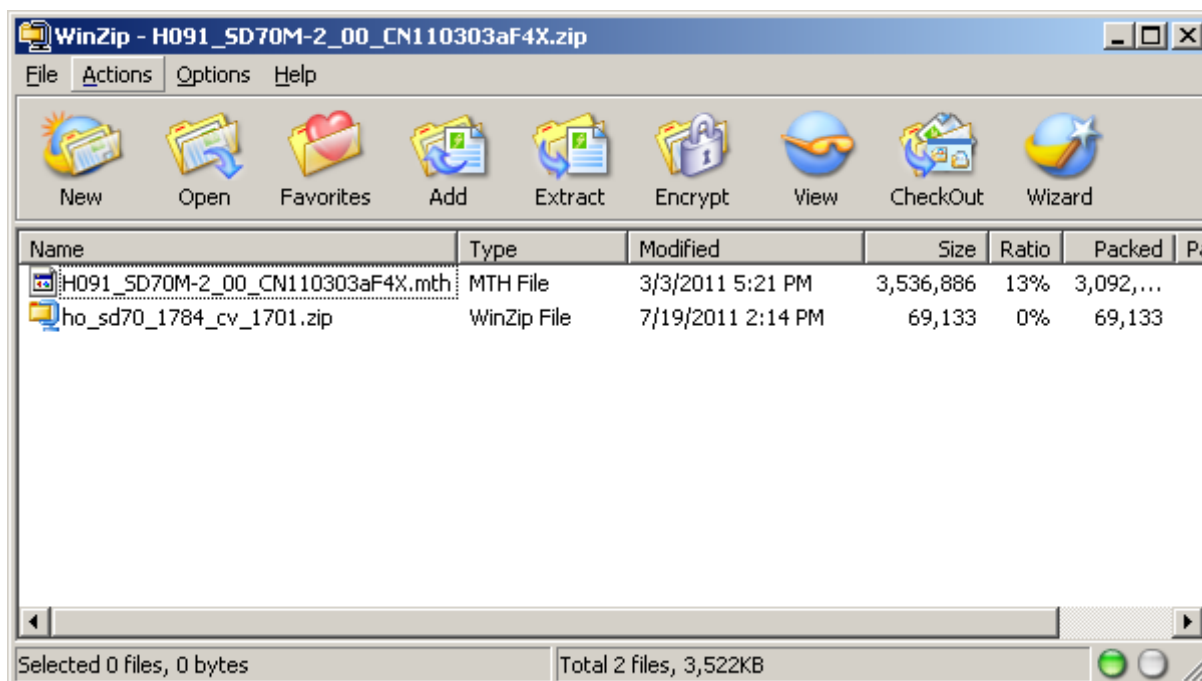 WinZip - H091_SD70M-2_00_CN110303aF4X.zip
File Actions Options Help
New Open Favorites Add Extract Encrypt View CheckOut Wizard
Name Type Modified Size Ratio Packed Pa
H091_SD70M-2_00_CN110303aF4X.mth MTH File 3/3/2011 5:21 PM 3,536,886 13% 3,092,...
ho_sd70_1784_cv_1701.zip WinZip File 7/19/2011 2:14 PM 69,133 0% 69,133
Selected 0 files, 0 bytes Total 2 files, 3,522KB